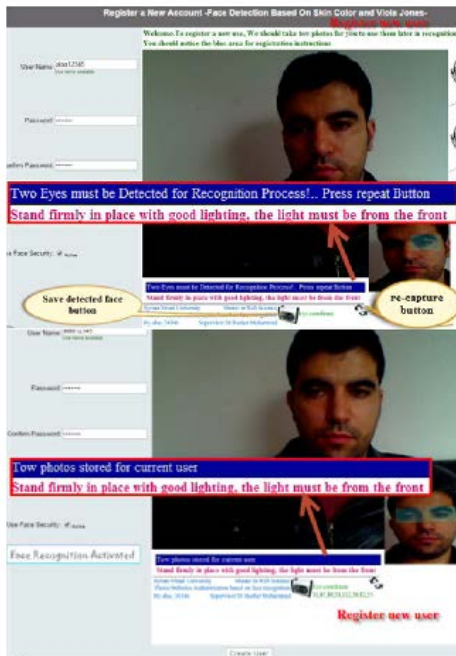 Register a New Account -Face Detection Based On Skin Color and Viola Jones-
Register new user
Welcome.To register a new use, We should take tow photos for you to use them later in recognition
You should notice the blue area for registration instructions
User Name:
Password:
Confirm Password:
Two Eyes must be Detected for Recognition Process!.. Press repeat Button
Stand firmly in place with good lighting, the light must be from the front
Face Security: Active
Two Eyes must be Detected for Recognition Process!.. Press repeat Button
Stand firmly in place with good lighting, the light must be from the front
Save detected face button
re-capture button
User Name:
Password:
Confirm Password:
Tow photos stored for current user
Stand firmly in place with good lighting, the light must be from the front
Use Face Security: Active
Face Recognition Activated
Tow photos stored for current user
Stand firmly in place with good lighting, the light must be from the front
Register new user
Create User